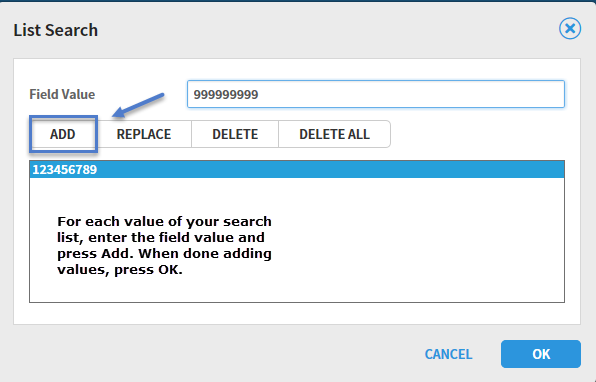 List Search
Field Value 999999999
ADD REPLACE DELETE DELETE ALL
123456789
For each value of your search
list, enter the field value and
press Add. When done adding
values, press OK.
CANCEL OK